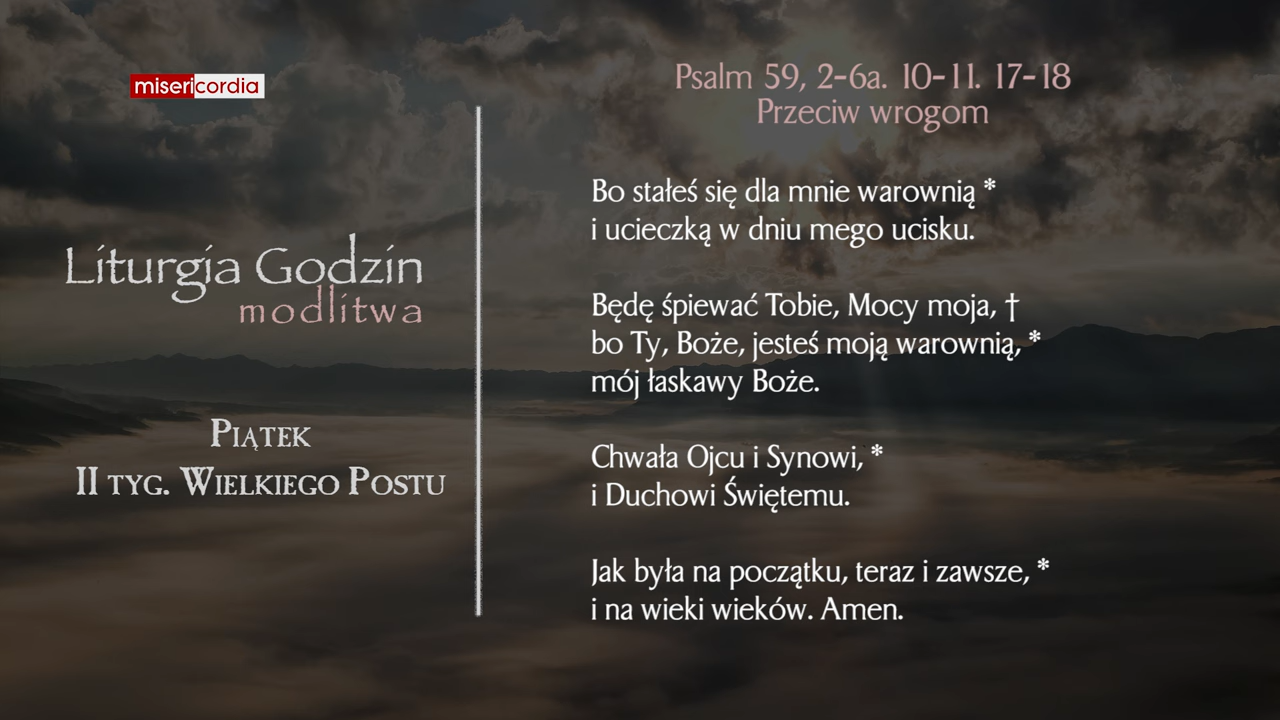 misericordia
Liturgia Godzin
modlitwa
Piątek
II tyg. Wielkiego Postu
Psalm 59, 2-6a. 10-11. 17-18
Przeciw wrogom
Bo stałeś się dla mnie warownią *
i ucieczką w dniu mego ucisku.
Będę śpiewać Tobie, Mocy moja, †
bo Ty, Boże, jesteś moją warownią, *
mój łaskawy Boże.
Chwała Ojcu i Synowi, *
i Duchowi Świętemu.
Jak była na początku, teraz i zawsze, *
i na wieki wieków. Amen.